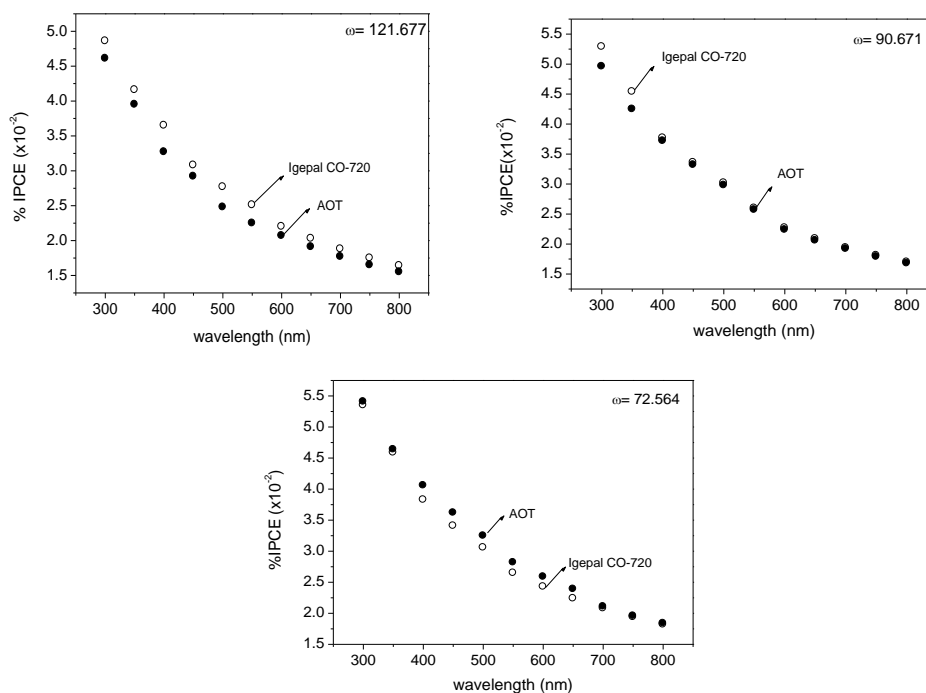 ω= 121.677
5.0
4.5
4.0
3.5
3.0
2.5
2.0
1.5
% IPCE (x10⁻²)
Igepal CO-720
AOT
300 400 500 600 700 800
wavelength (nm)
ω= 90.671
5.5
5.0
4.5
4.0
3.5
3.0
2.5
2.0
1.5
%IPCE(x10⁻²)
Igepal CO-720
AOT
300 400 500 600 700 800
wavelength (nm)
ω= 72.564
5.5
5.0
4.5
4.0
3.5
3.0
2.5
2.0
1.5
%IPCE (x10⁻²)
AOT
Igepal CO-720
300 400 500 600 700 800
wavelength (nm)